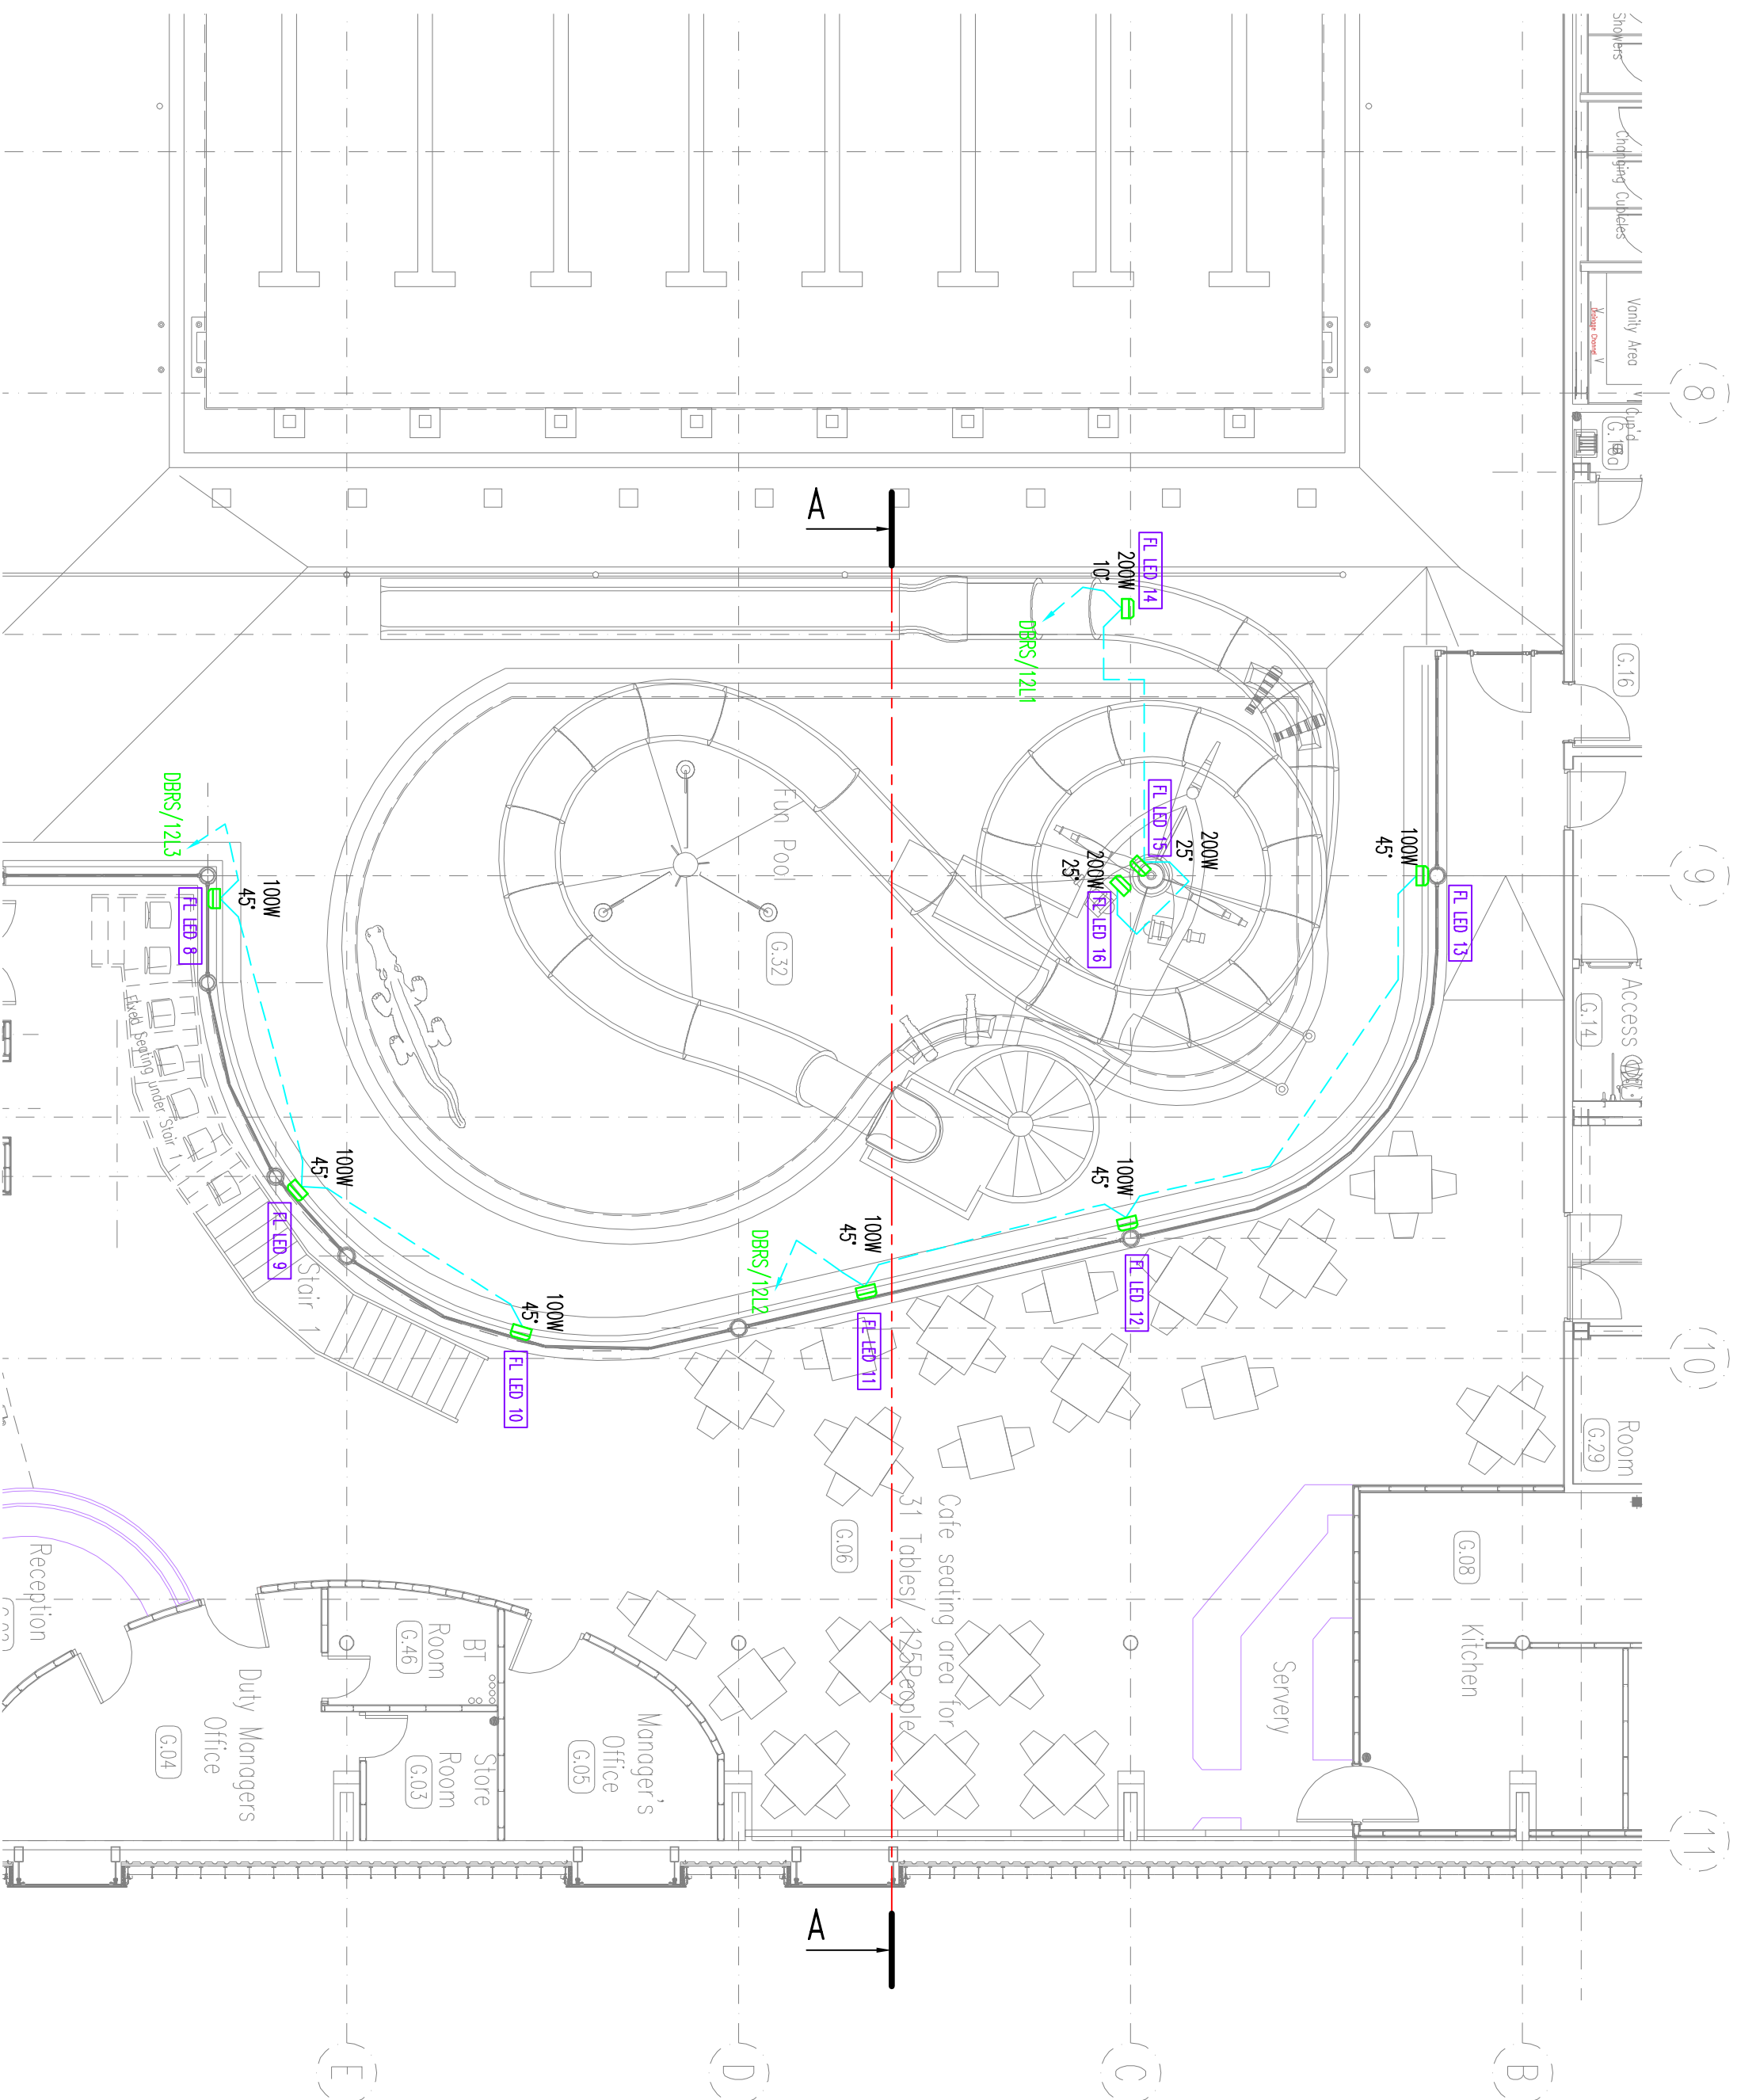 Showers
Changing Cubicles
Vanity Area
Drainage Channel
V
V
V
Cup'd
8
G.16
9
Access
G.14
10
Room
G.29
11
A
FL LED 14
200W
10°
DBRS/12L1
FL LED 15
200W
25°
200W
25°
FL LED 16
100W
45°
FL LED 13
Fun Pool
G.32
DBRS/12L3
100W
45°
FL LED 8
Fixed Seating under Stair
100W
45°
FL LED 9
Stair 1
100W
45°
FL LED 10
DBRS/12L2
100W
45°
FL LED 11
100W
45°
FL LED 12
Cafe seating area for
31 Tables / 125People
G.06
G.08
Kitchen
Servery
Reception
Duty Managers
Office
G.04
BT
Room
G.46
Store
Room
G.03
Manager's
Office
G.05
A
E
D
C
B